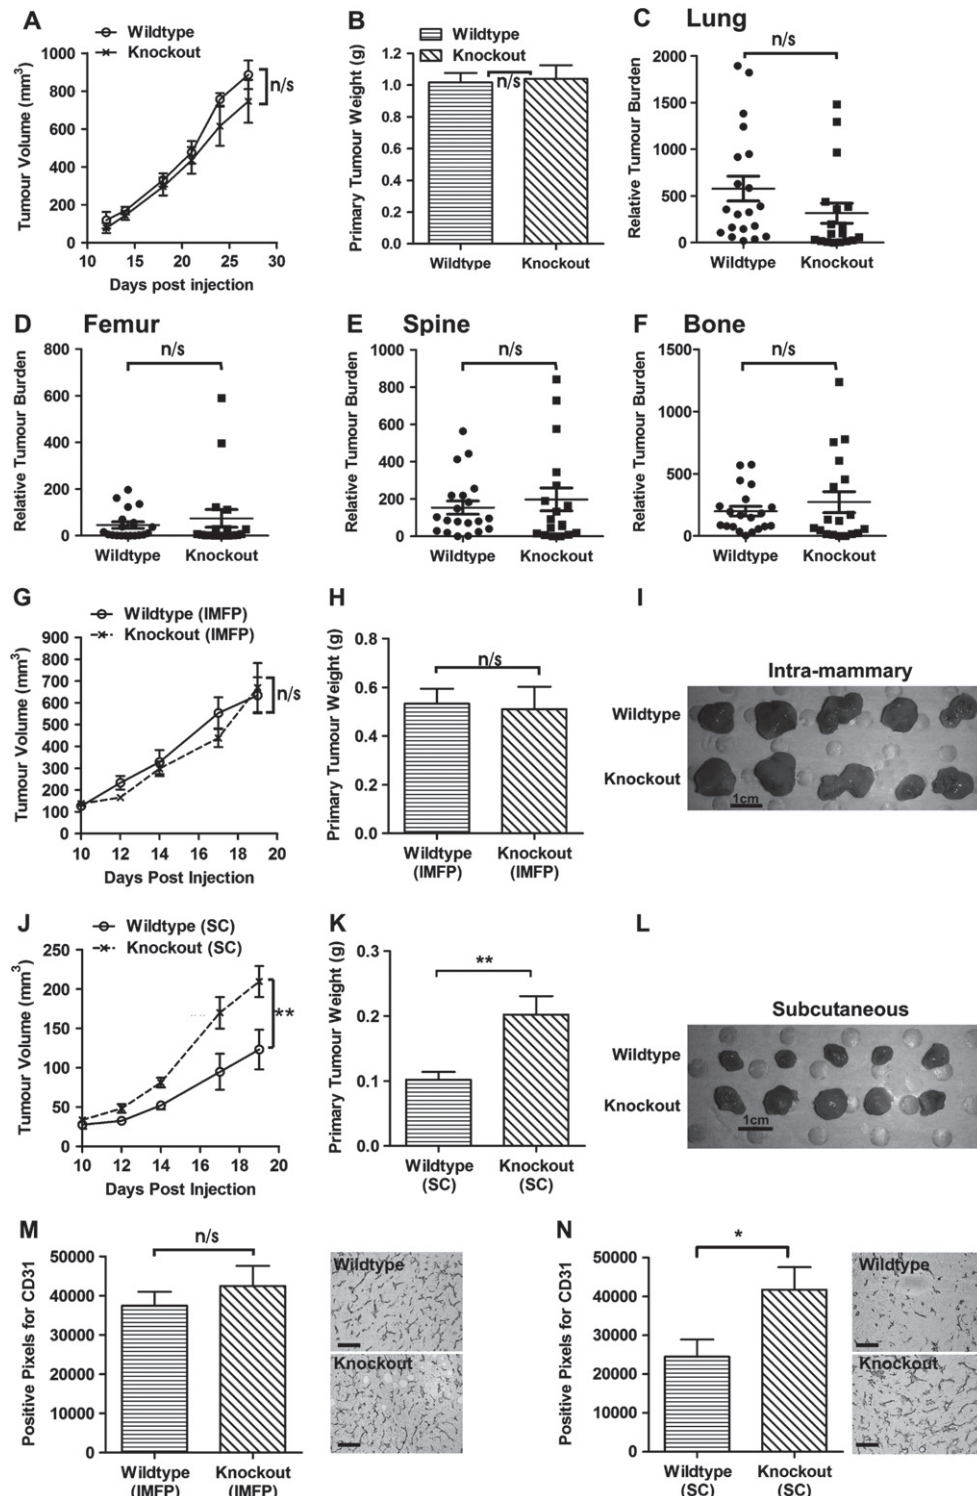 A
Wildtype
Knockout
Tumour Volume (mm³)
1000
800
600
400
200
0
10 15 20 25 30
Days post injection
n/s
B
Wildtype
Knockout
Primary Tumour Weight (g)
1.2
1.0
0.8
0.6
0.4
0.2
0.0
n/s
Wildtype Knockout
C Lung
Relative Tumour Burden
2000
1500
1000
500
0
n/s
Wildtype Knockout
D Femur
Relative Tumour Burden
800
600
400
200
0
n/s
Wildtype Knockout
E Spine
Relative Tumour Burden
1000
800
600
400
200
0
n/s
Wildtype Knockout
F Bone
Relative Tumour Burden
1500
1000
500
0
n/s
Wildtype Knockout
G
Wildtype (IMFP)
Knockout (IMFP)
Tumour Volume (mm³)
900
800
700
600
500
400
300
200
100
0
10 12 14 16 18 20
Days Post Injection
n/s
H
Primary Tumour Weight (g)
0.8
0.6
0.4
0.2
0.0
n/s
Wildtype Knockout
(IMFP) (IMFP)
I
Intra-mammary
Wildtype
Knockout
1cm
J
Wildtype (SC)
Knockout (SC)
Tumour Volume (mm³)
250
200
150
100
50
0
10 12 14 16 18 20
Days Post Injection
**
K
Primary Tumour Weight (g)
0.3
0.2
0.1
0.0
**
Wildtype Knockout
(SC) (SC)
L
Subcutaneous
Wildtype
Knockout
1cm
M
Positive Pixels for CD31
50000
40000
30000
20000
10000
0
n/s
Wildtype Knockout
(IMFP) (IMFP)
Wildtype
Knockout
N
Positive Pixels for CD31
50000
40000
30000
20000
10000
0
*
Wildtype Knockout
(SC) (SC)
Wildtype
Knockout